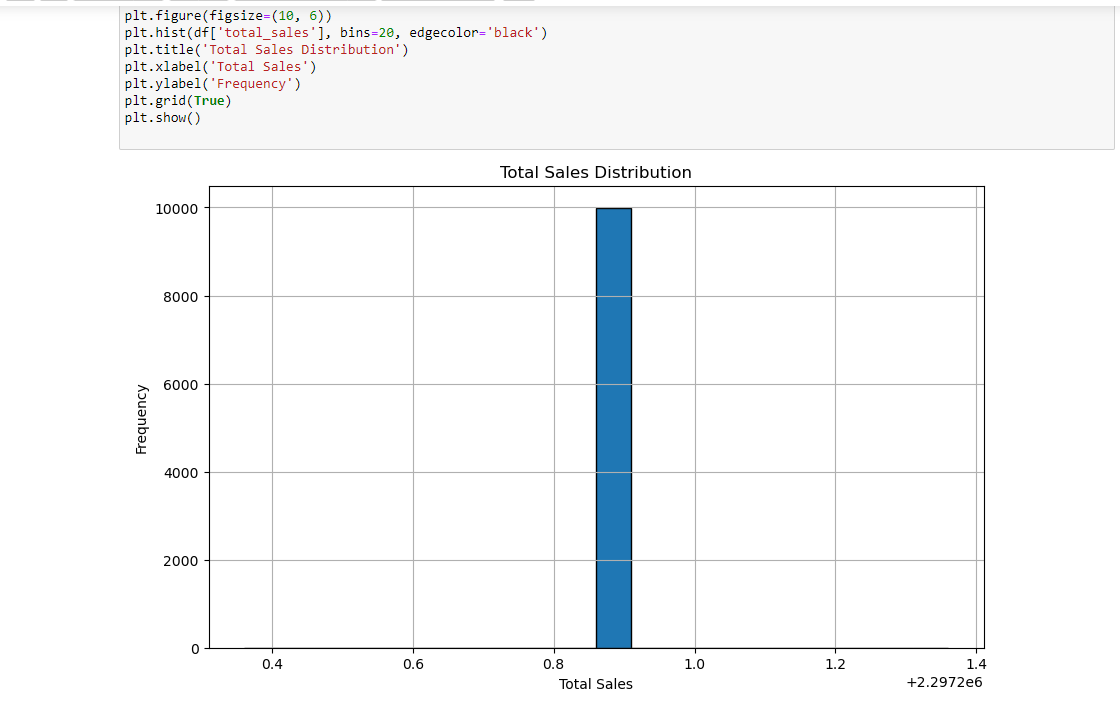 plt.figure(figsize=(10, 6))
plt.hist(df['total_sales'], bins=20, edgecolor='black')
plt.title('Total Sales Distribution')
plt.xlabel('Total Sales')
plt.ylabel('Frequency')
plt.grid(True)
plt.show()
Total Sales Distribution
10000
8000
6000
4000
2000
0
Frequency
0.4 0.6 0.8 1.0 1.2 1.4
Total Sales
+2.2972e6